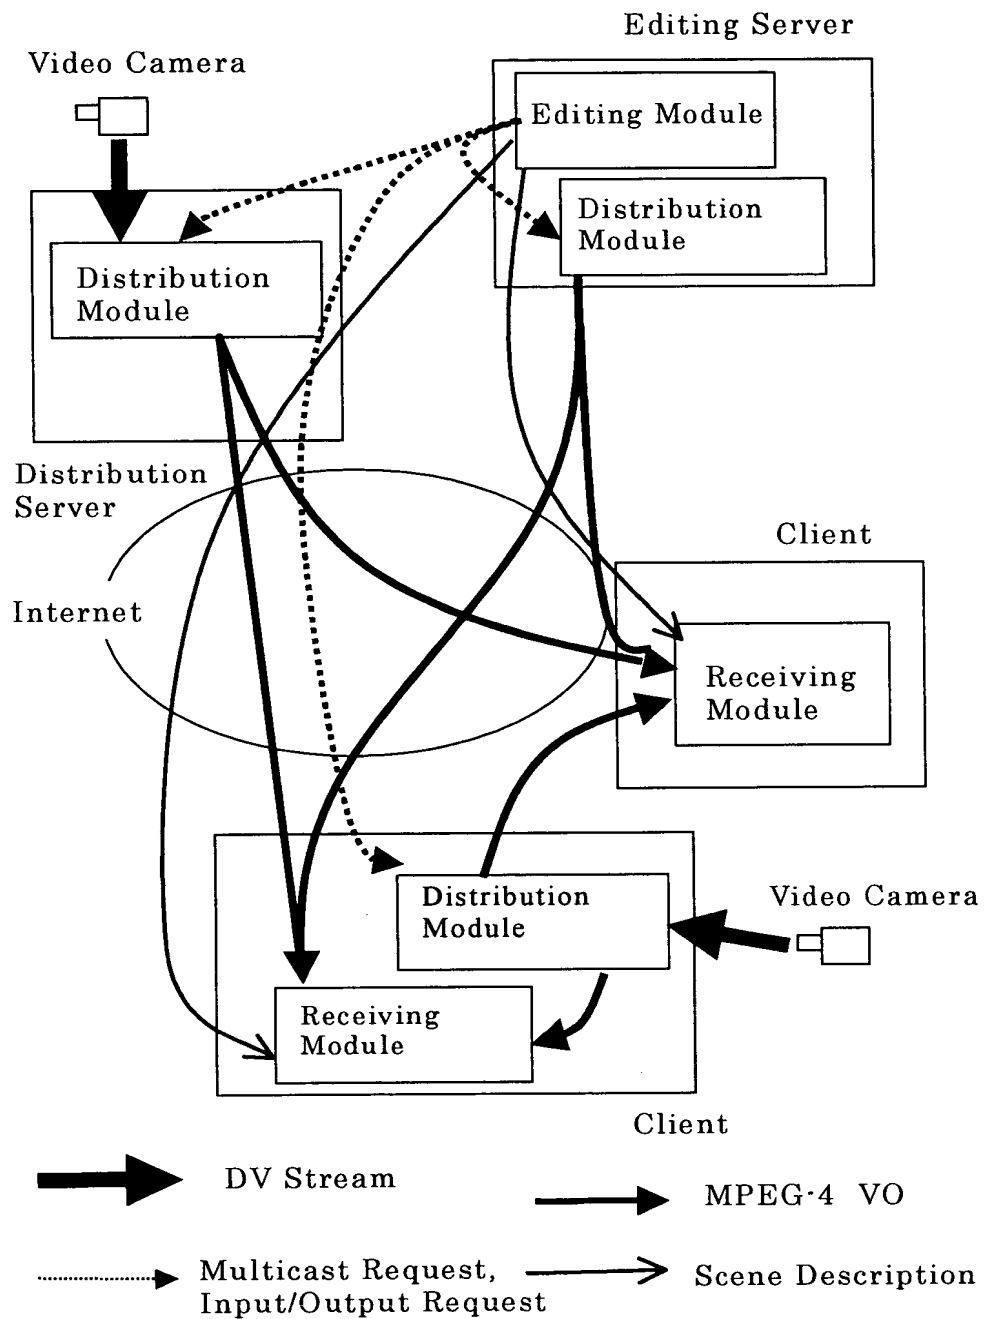 Editing Server
Video Camera
Editing Module
Distribution
Module
Distribution
Module
Distribution
Server
Client
Internet
Receiving
Module
Distribution
Module
Video Camera
Receiving
Module
Client
DV Stream
MPEG-4 VO
Multicast Request,
Input/Output Request
Scene Description